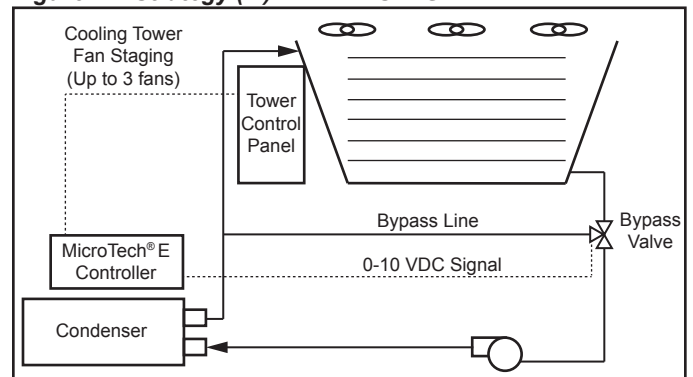 Cooling Tower
Fan Staging
(Up to 3 fans)
Tower
Control
Panel
Bypass Line
Bypass
Valve
MicroTech® E
Controller
0-10 VDC Signal
Condenser